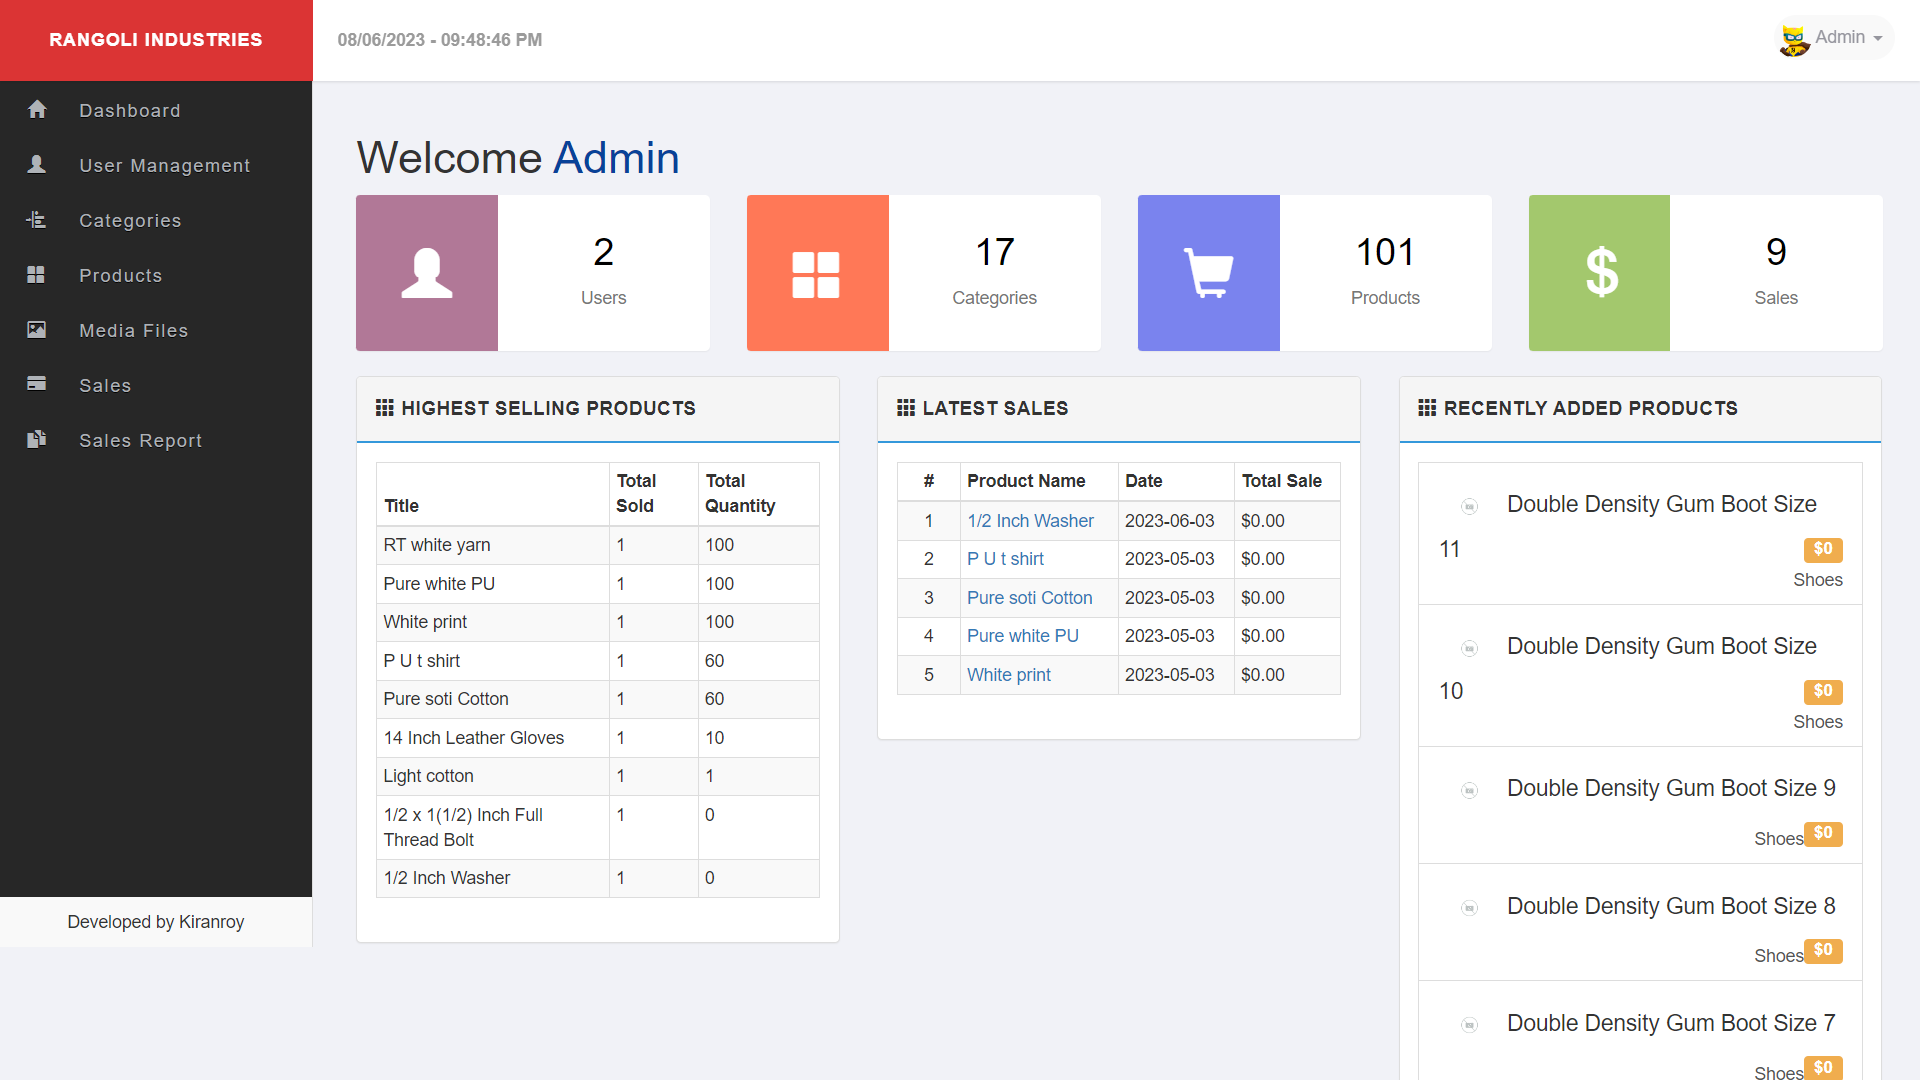 RANGOLI INDUSTRIES
08/06/2023 - 09:48:46 PM
Admin
Dashboard
User Management
Categories
Products
Media Files
Sales
Sales Report
Developed by Kiranroy
Welcome Admin
2
Users
17
Categories
101
Products
9
Sales
HIGHEST SELLING PRODUCTS
Title Total Sold Total Quantity
RT white yarn 1 100
Pure white PU 1 100
White print 1 100
P U t shirt 1 60
Pure soti Cotton 1 60
14 Inch Leather Gloves 1 10
Light cotton 1 1
1/2 x 1(1/2) Inch Full 1 0
Thread Bolt
1/2 Inch Washer 1 0
LATEST SALES
# Product Name Date Total Sale
1 1/2 Inch Washer 2023-06-03 $0.00
2 P U t shirt 2023-05-03 $0.00
3 Pure soti Cotton 2023-05-03 $0.00
4 Pure white PU 2023-05-03 $0.00
5 White print 2023-05-03 $0.00
RECENTLY ADDED PRODUCTS
Double Density Gum Boot Size
11 $0
Shoes
Double Density Gum Boot Size
10 $0
Shoes
Double Density Gum Boot Size 9
Shoes $0
Double Density Gum Boot Size 8
Shoes $0
Double Density Gum Boot Size 7
Shoes $0